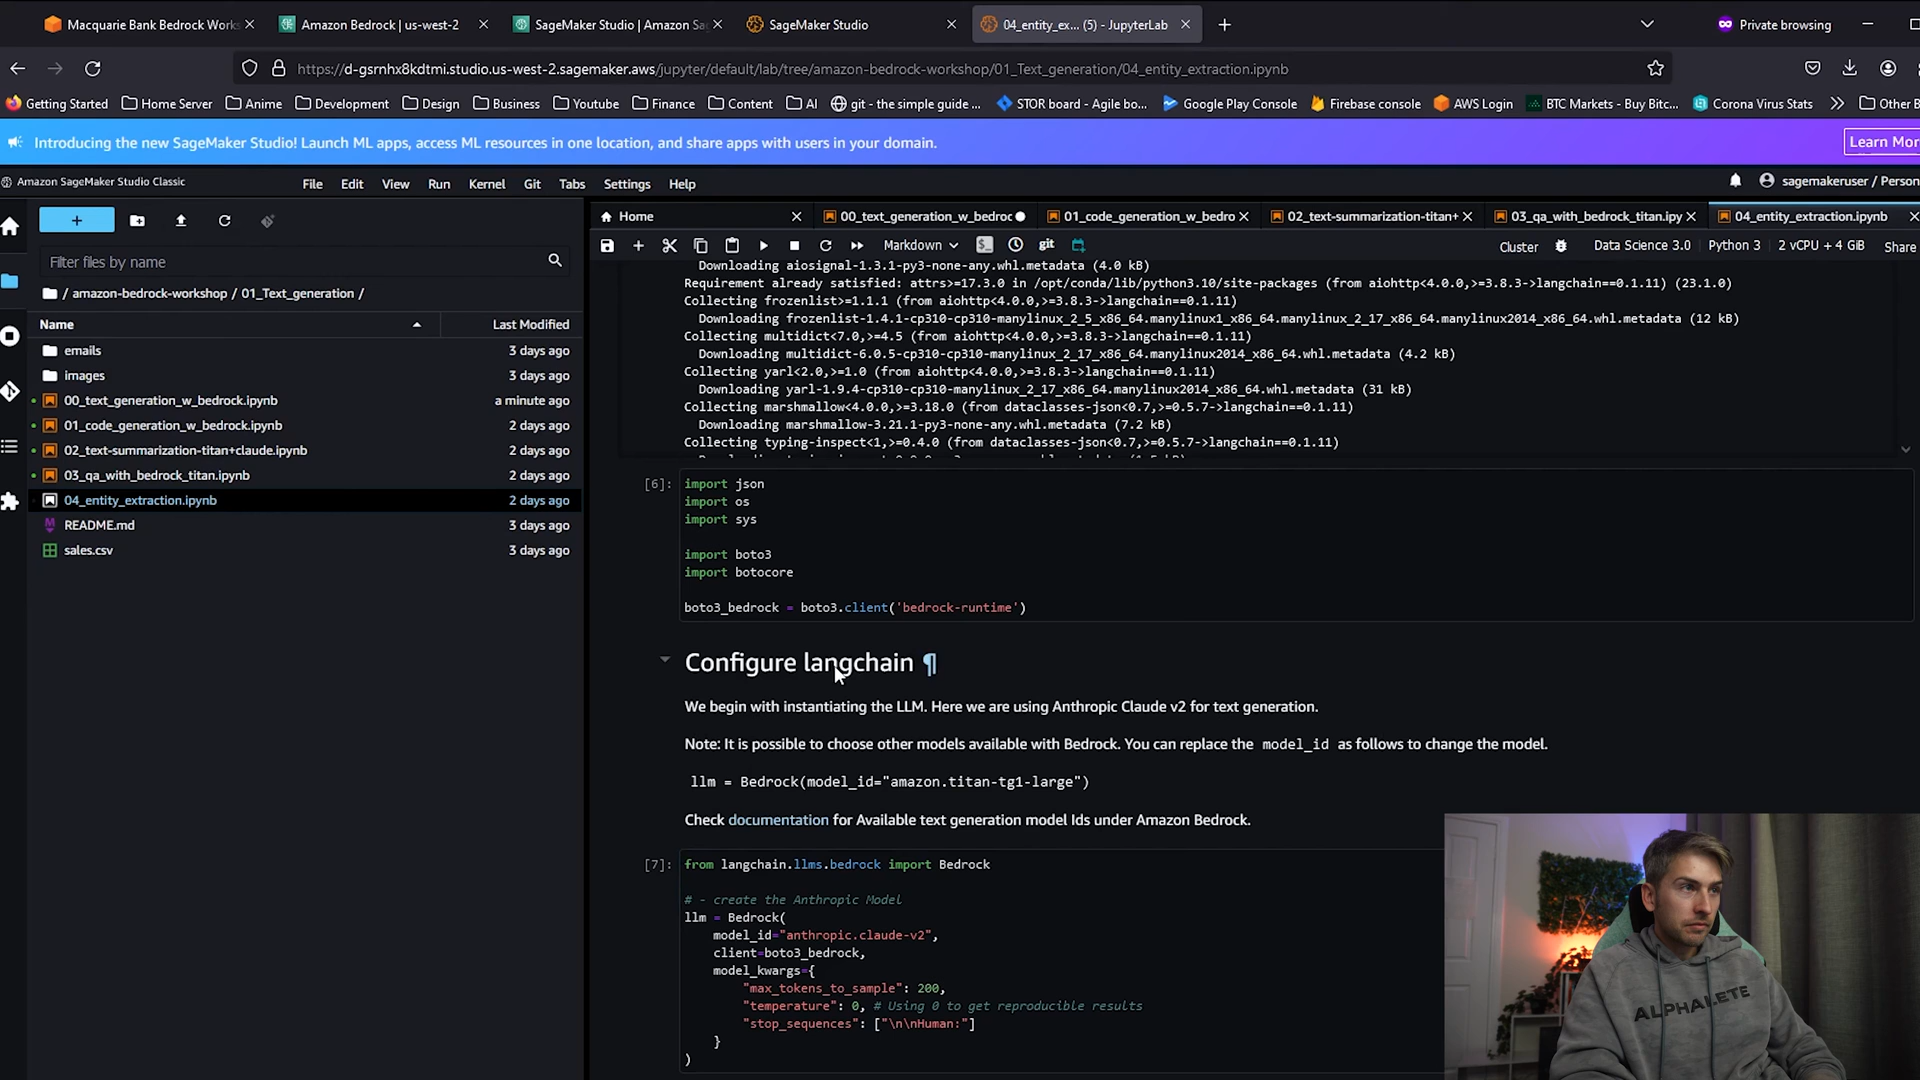 Macquarie Bank Bedrock Works
Amazon Bedrock | us-west-2
SageMaker Studio | Amazon Sa
SageMaker Studio
04_entity_ex... (5) - JupyterLab
Private browsing
https://d-gsrnhx8kdtmi.studio.us-west-2.sagemaker.aws/jupyter/default/lab/tree/amazon-bedrock-workshop/01_Text_generation/04_entity_extraction.ipynb
Getting Started Home Server Anime Development Design Business Youtube Finance Content AI git - the simple guide ... STOR board - Agile bo... Google Play Console Firebase console AWS Login BTC Markets - Buy Bitc... Corona Virus Stats Other B
Introducing the new SageMaker Studio! Launch ML apps, access ML resources in one location, and share apps with users in your domain.
Learn Mor
Amazon SageMaker Studio Classic
File Edit View Run Kernel Git Tabs Settings Help
sagemakeruser / Person
Filter files by name
/ amazon-bedrock-workshop / 01_Text_generation /
Name Last Modified
emails 3 days ago
images 3 days ago
00_text_generation_w_bedrock.ipynb a minute ago
01_code_generation_w_bedrock.ipynb 2 days ago
02_text-summarization-titan+claude.ipynb 2 days ago
03_qa_with_bedrock_titan.ipynb 2 days ago
04_entity_extraction.ipynb 2 days ago
README.md 3 days ago
sales.csv 3 days ago
Home
00_text_generation_w_bedroc
01_code_generation_w_bedro
02_text-summarization-titan+
03_qa_with_bedrock_titan.ipy
04_entity_extraction.ipynb
Markdown
git
Cluster
Data Science 3.0
Python 3
2 vCPU + 4 GiB
Share
Downloading aiosignal-1.3.1-py3-none-any.whl.metadata (4.0 kB)
Requirement already satisfied: attrs>=17.3.0 in /opt/conda/lib/python3.10/site-packages (from aiohttp<4.0.0,>=3.8.3->langchain==0.1.11) (23.1.0)
Collecting frozenlist>=1.1.1 (from aiohttp<4.0.0,>=3.8.3->langchain==0.1.11)
Downloading frozenlist-1.4.1-cp310-cp310-manylinux_2_5_x86_64.manylinux1_x86_64.manylinux_2_17_x86_64.manylinux2014_x86_64.whl.metadata (12 kB)
Collecting multidict<7.0,>=4.5 (from aiohttp<4.0.0,>=3.8.3->langchain==0.1.11)
Downloading multidict-6.0.5-cp310-cp310-manylinux_2_17_x86_64.manylinux2014_x86_64.whl.metadata (4.2 kB)
Collecting yarl<2.0,>=1.0 (from aiohttp<4.0.0,>=3.8.3->langchain==0.1.11)
Downloading yarl-1.9.4-cp310-cp310-manylinux_2_17_x86_64.manylinux2014_x86_64.whl.metadata (31 kB)
Collecting marshmallow<4.0.0,>=3.18.0 (from dataclasses-json<0.7,>=0.5.7->langchain==0.1.11)
Downloading marshmallow-3.21.1-py3-none-any.whl.metadata (7.2 kB)
Collecting typing-inspect<1,>=0.4.0 (from dataclasses-json<0.7,>=0.5.7->langchain==0.1.11)
[6]: import json
import os
import sys
import boto3
import botocore
boto3_bedrock = boto3.client('bedrock-runtime')
Configure langchain ¶
We begin with instantiating the LLM. Here we are using Anthropic Claude v2 for text generation.
Note: It is possible to choose other models available with Bedrock. You can replace the model_id as follows to change the model.
llm = Bedrock(model_id="amazon.titan-tg1-large")
Check documentation for Available text generation model Ids under Amazon Bedrock.
[7]: from langchain.llms.bedrock import Bedrock
# - create the Anthropic Model
llm = Bedrock(
model_id="anthropic.claude-v2",
client=boto3_bedrock,
model_kwargs={
"max_tokens_to_sample": 200,
"temperature": 0, # Using 0 to get reproducible results
"stop_sequences": ["\n\nHuman:"]
}
)
ALPHALETE